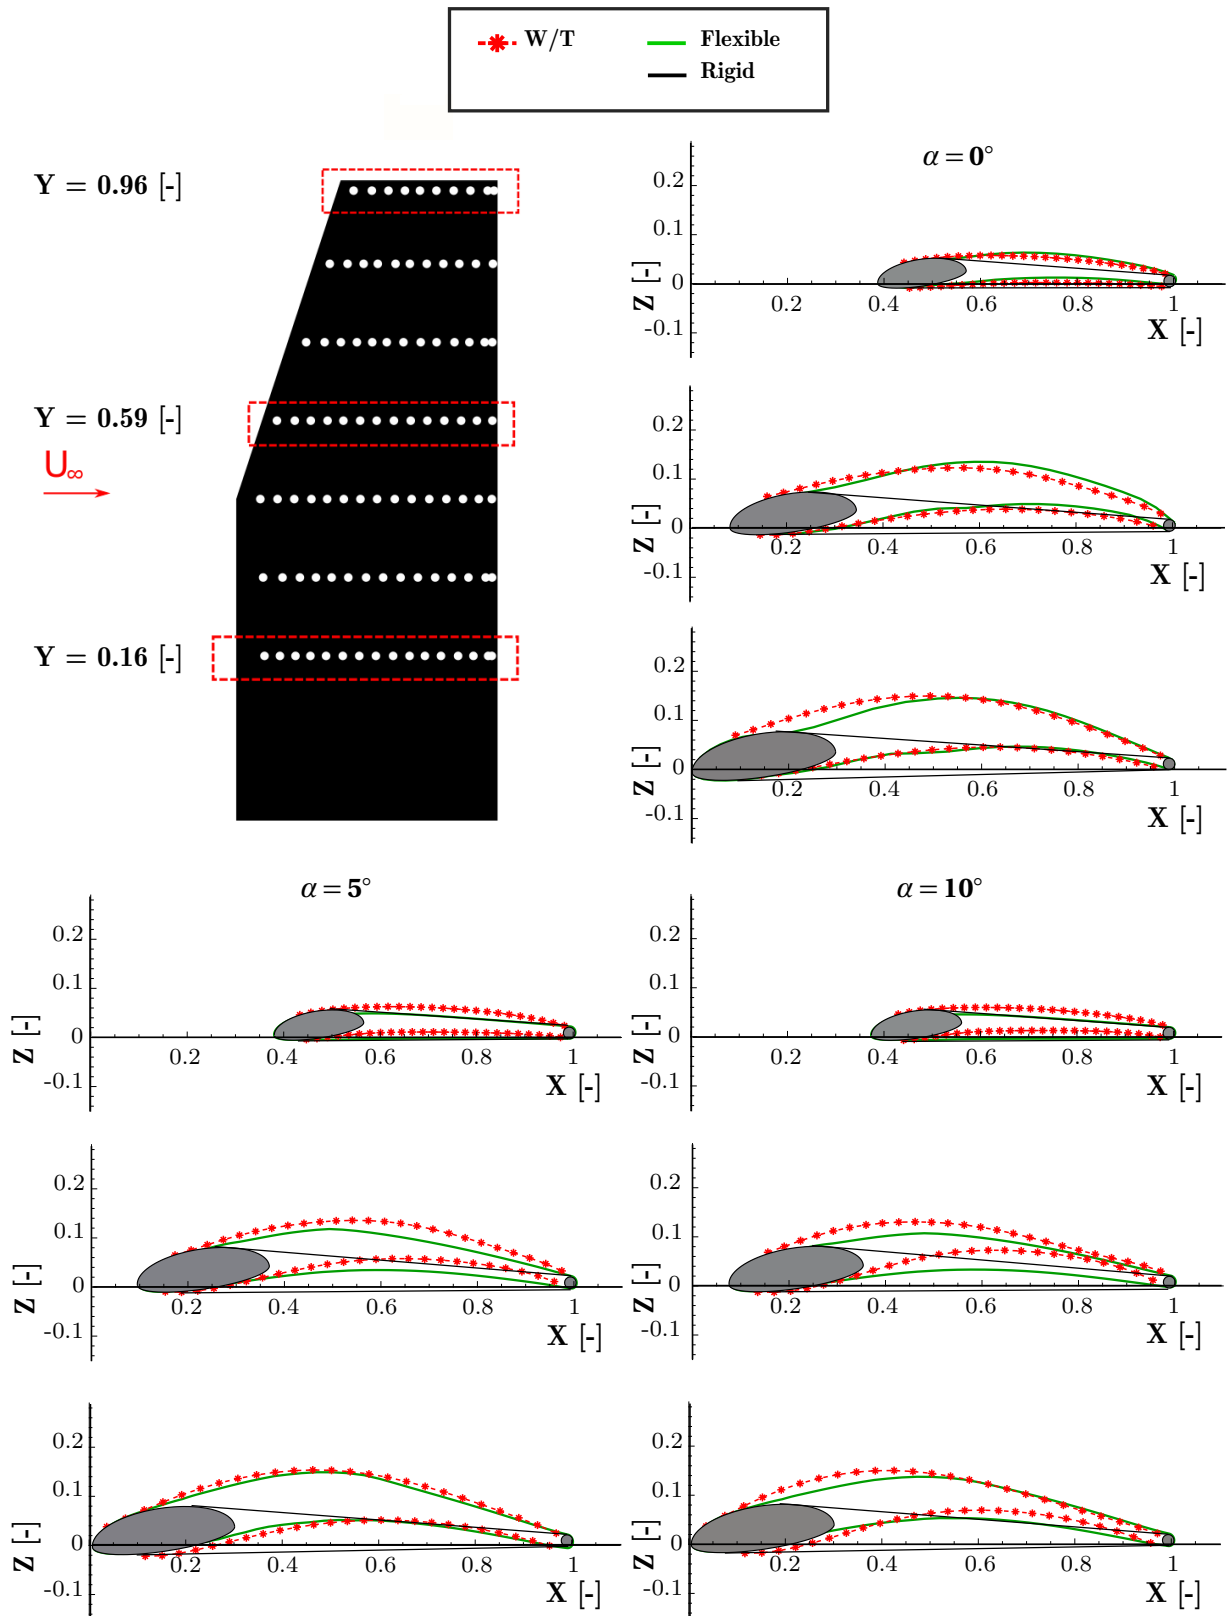 W/T
Flexible
Rigid
Y = 0.96 [-]
Y = 0.59 [-]
U∞
Y = 0.16 [-]
α = 0°
0.2
0.1
0
-0.1
Z [-]
0.2 0.4 0.6 0.8 1
X [-]
0.2
0.1
0
-0.1
Z [-]
0.2 0.4 0.6 0.8 1
X [-]
0.2
0.1
0
-0.1
Z [-]
0.2 0.4 0.6 0.8 1
X [-]
α = 5°
0.2
0.1
0
-0.1
Z [-]
0.2 0.4 0.6 0.8 1
X [-]
0.2
0.1
0
-0.1
Z [-]
0.2 0.4 0.6 0.8 1
X [-]
0.2
0.1
0
-0.1
Z [-]
0.2 0.4 0.6 0.8 1
X [-]
α = 10°
0.2
0.1
0
-0.1
Z [-]
0.2 0.4 0.6 0.8 1
X [-]
0.2
0.1
0
-0.1
Z [-]
0.2 0.4 0.6 0.8 1
X [-]
0.2
0.1
0
-0.1
Z [-]
0.2 0.4 0.6 0.8 1
X [-]